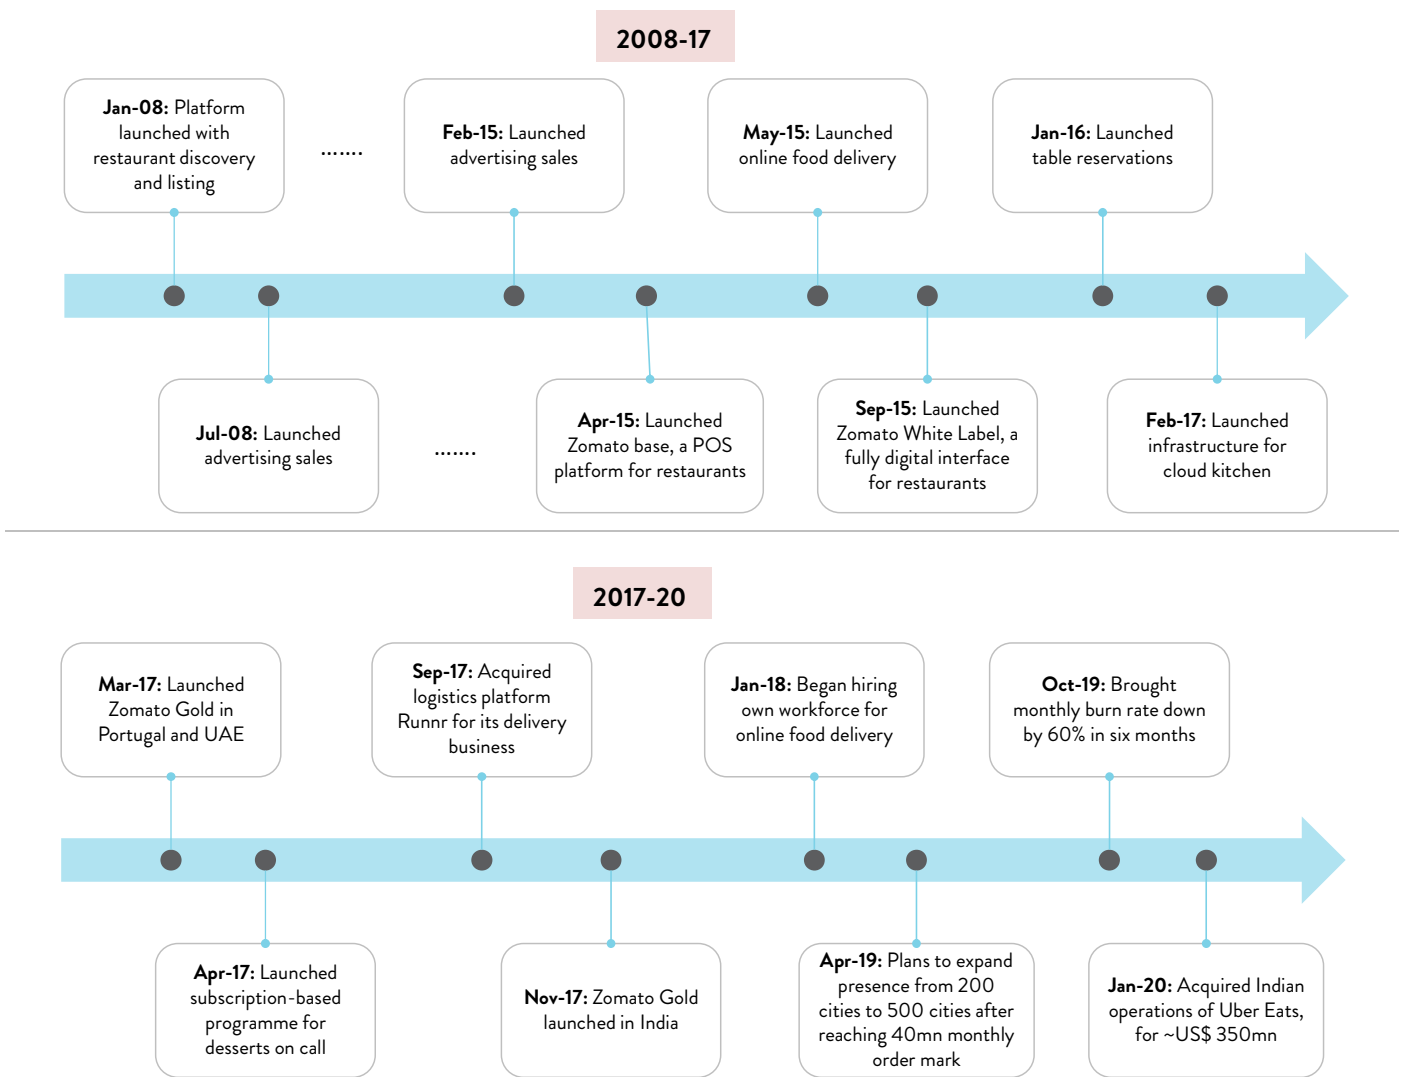 2008-17
Jan-08: Platform
launched with
restaurant discovery
and listing
.......
Feb-15: Launched
advertising sales
May-15: Launched
online food delivery
Jan-16: Launched
table reservations
Jul-08: Launched
advertising sales
.......
Apr-15: Launched
Zomato base, a POS
platform for restaurants
Sep-15: Launched
Zomato White Label, a
fully digital interface
for restaurants
Feb-17: Launched
infrastructure for
cloud kitchen
2017-20
Mar-17: Launched
Zomato Gold in
Portugal and UAE
Sep-17: Acquired
logistics platform
Runnr for its delivery
business
Jan-18: Began hiring
own workforce for
online food delivery
Oct-19: Brought
monthly burn rate down
by 60% in six months
Apr-17: Launched
subscription-based
programme for
desserts on call
Nov-17: Zomato Gold
launched in India
Apr-19: Plans to expand
presence from 200
cities to 500 cities after
reaching 40mn monthly
order mark
Jan-20: Acquired Indian
operations of Uber Eats,
for ~US$ 350mn